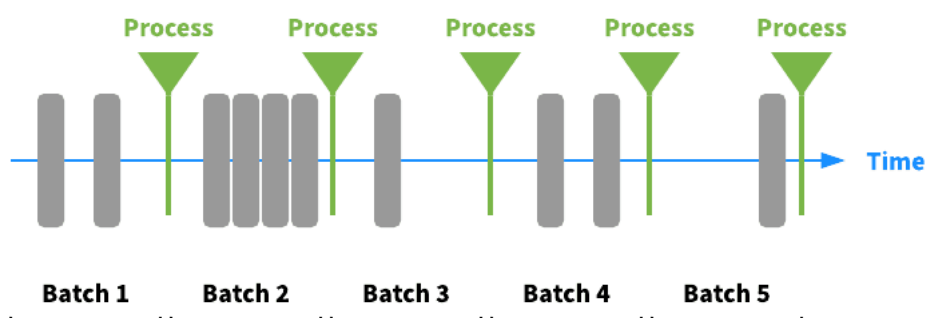 Process Process Process Process Process
Time
Batch 1 Batch 2 Batch 3 Batch 4 Batch 5